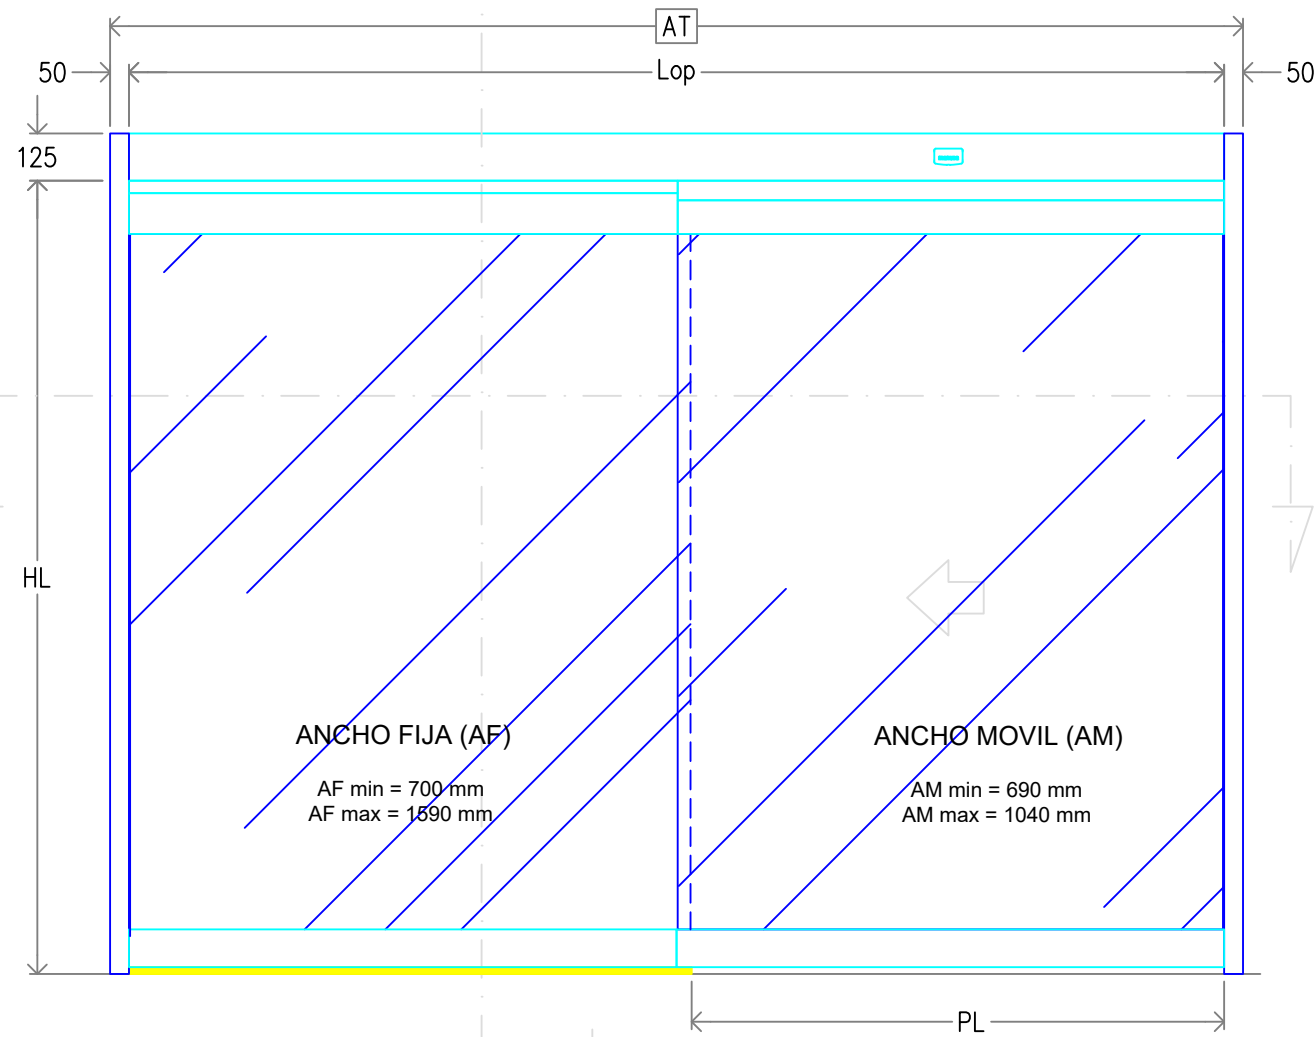 AT
50
Lop
50
125
HL
ANCHO FIJA (AF)
AF min = 700 mm
AF max = 1590 mm
ANCHO MOVIL (AM)
AM min = 690 mm
AM max = 1040 mm
PL